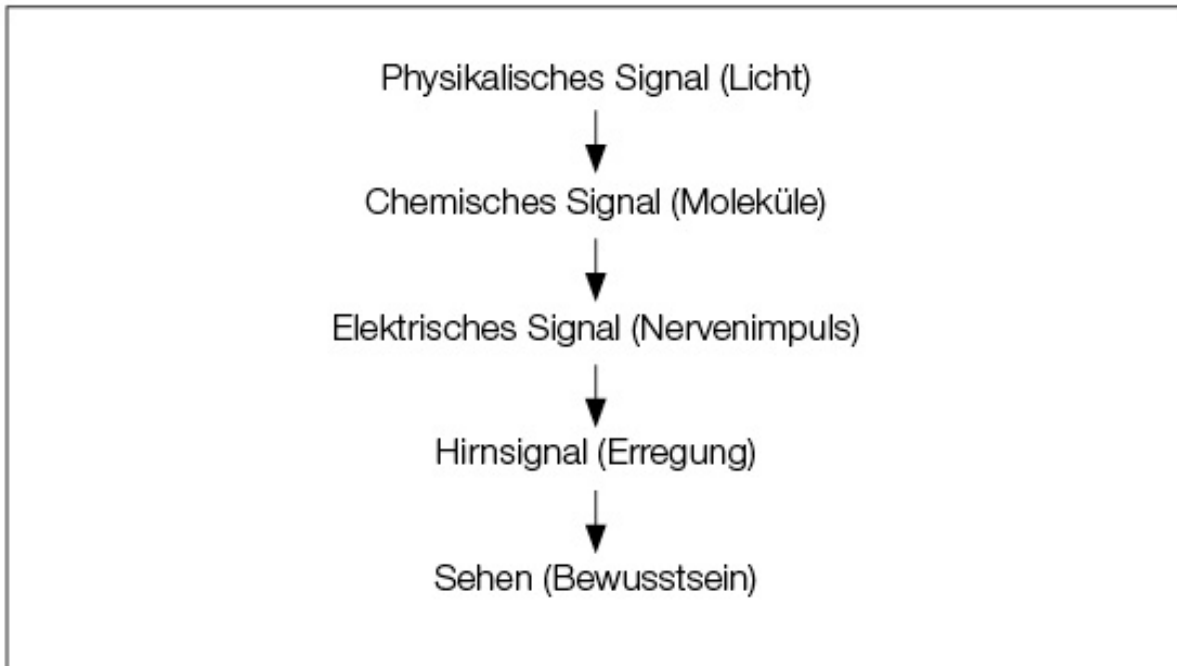 Physikalisches Signal (Licht)
Chemisches Signal (Moleküle)
Elektrisches Signal (Nervenimpuls)
Hirnsignal (Erregung)
Sehen (Bewusstsein)